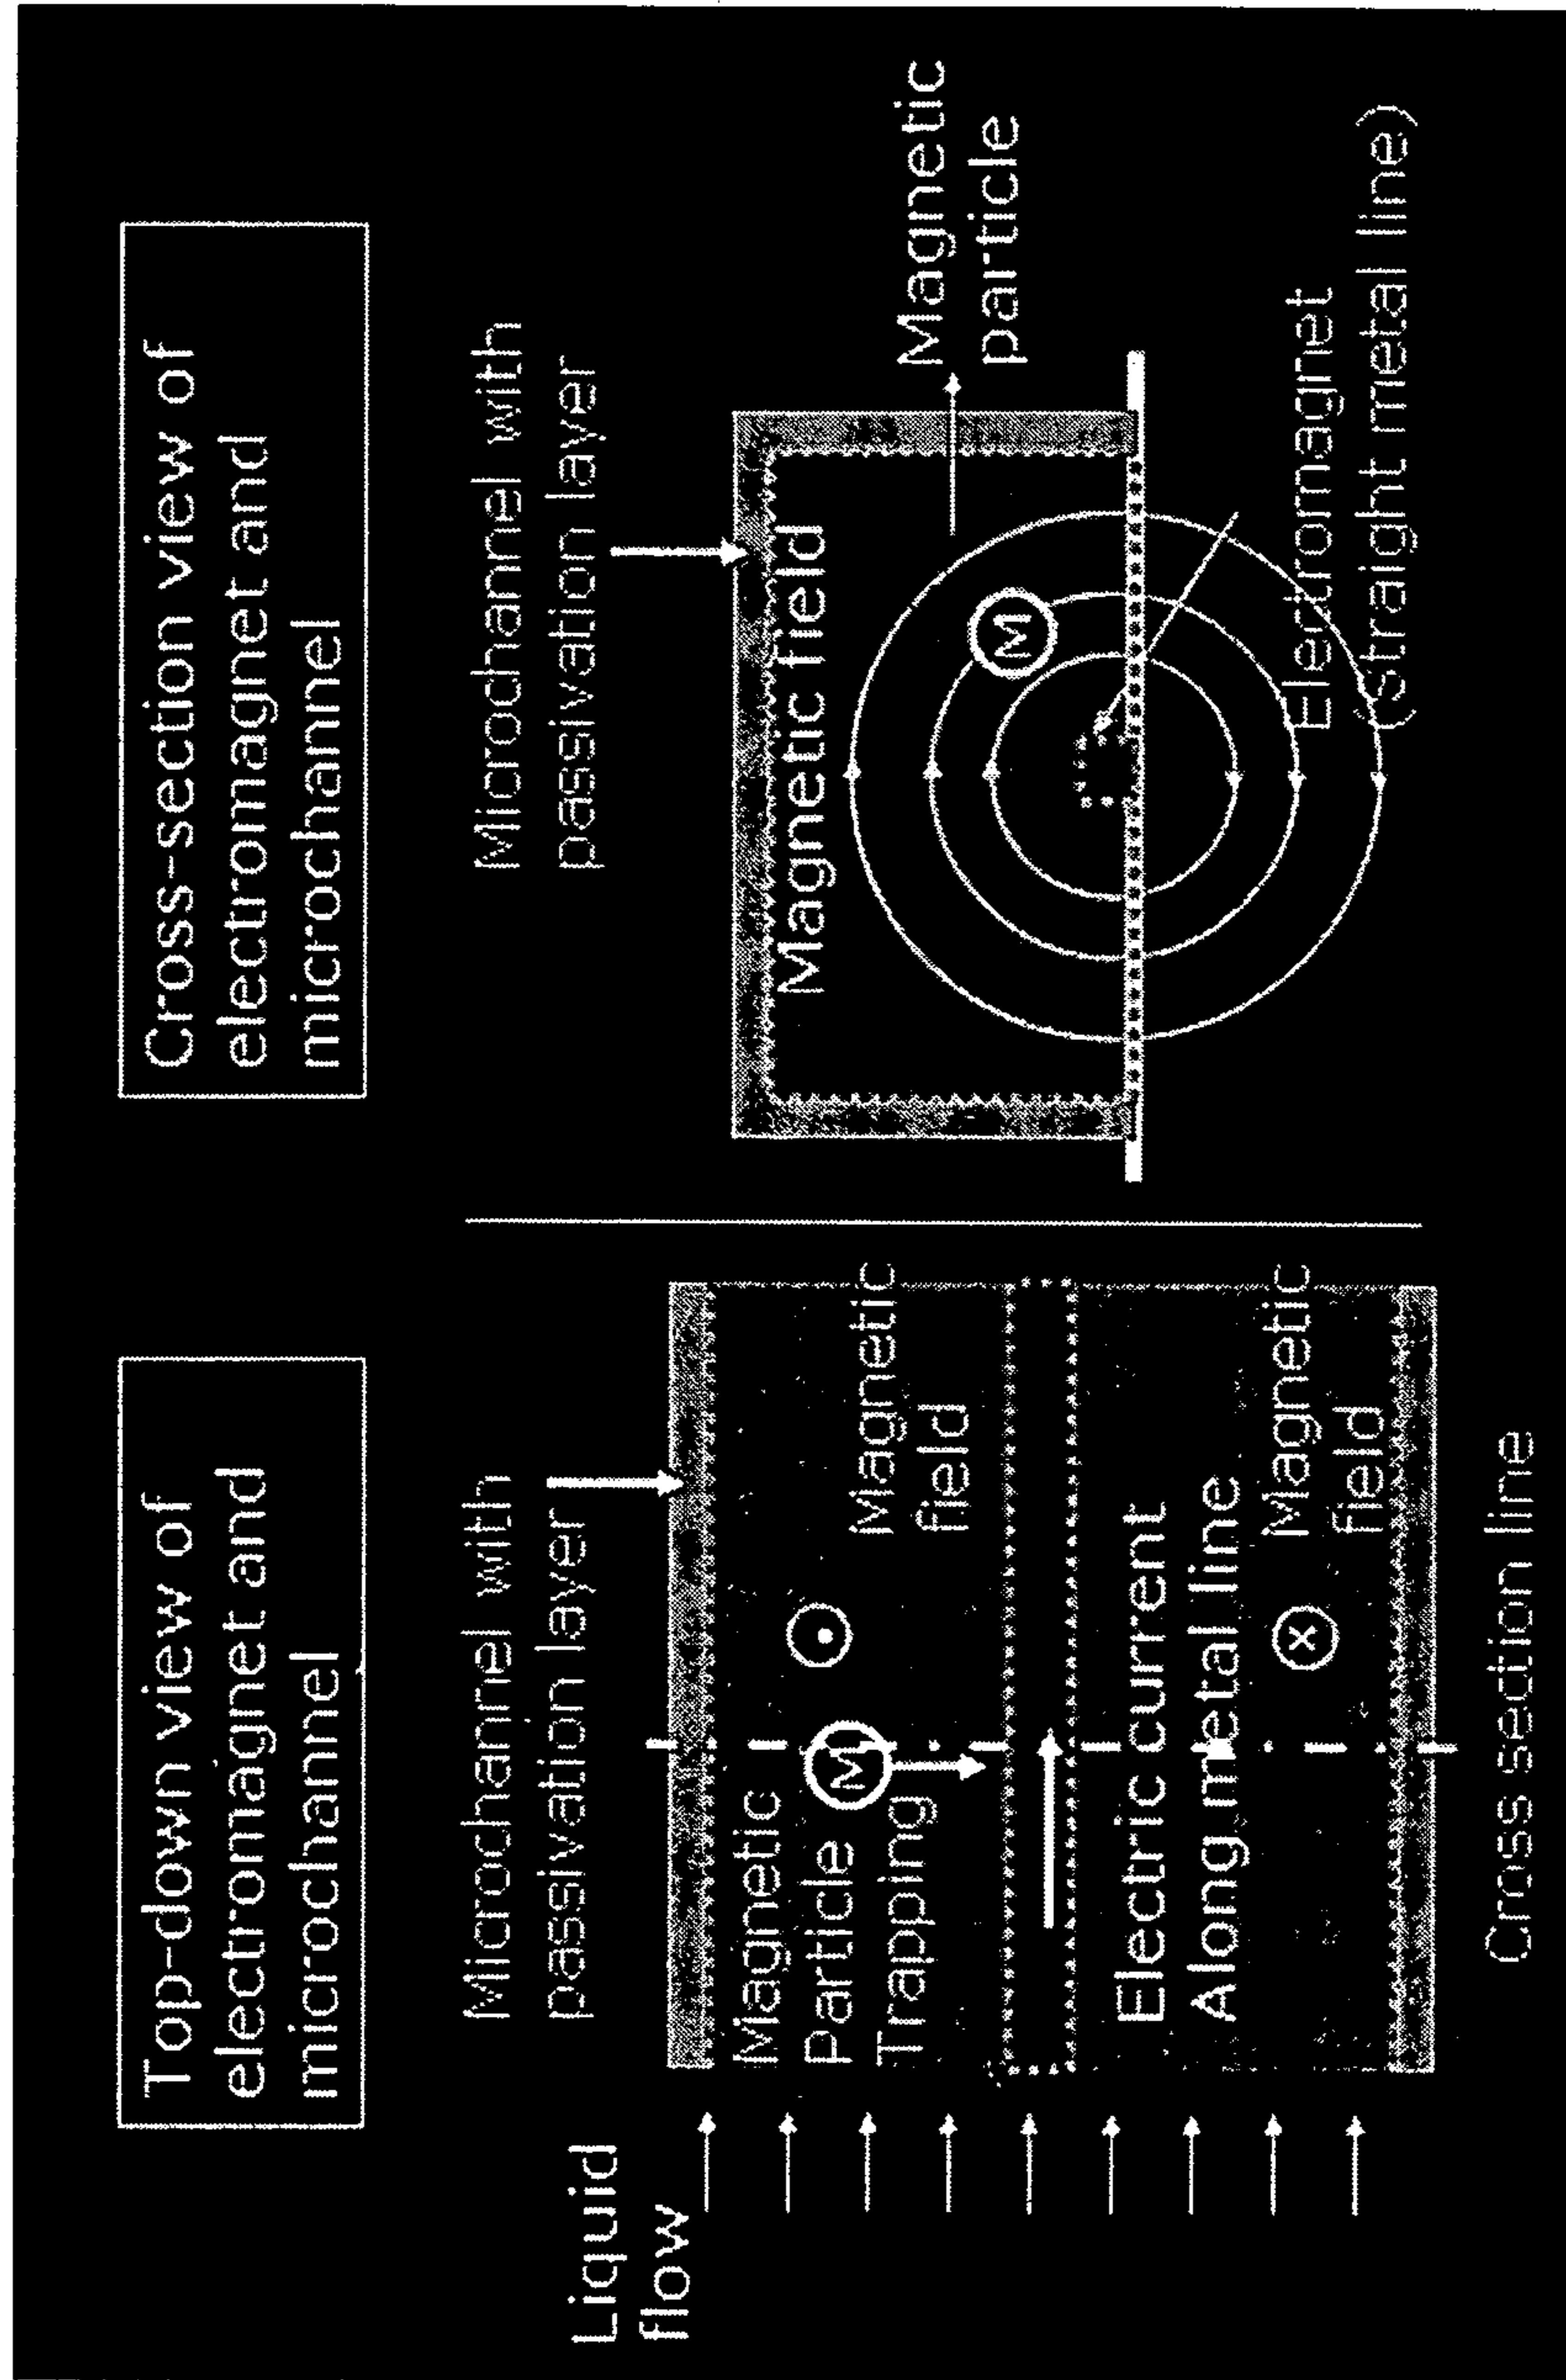 Top-down view of
electromagnet and
microchannel
Liquid
flow
Microchannel with
passivation layer
Magnetic
Particle
Trapping
M
Magnetic
field
Electric current
Along metal line
Magnetic
field
Cross section line
Cross-section view of
electromagnet and
microchannel
Microchannel with
passivation layer
Magnetic field
M
Magnetic
particle
Electromagnet
(Straight metal line)